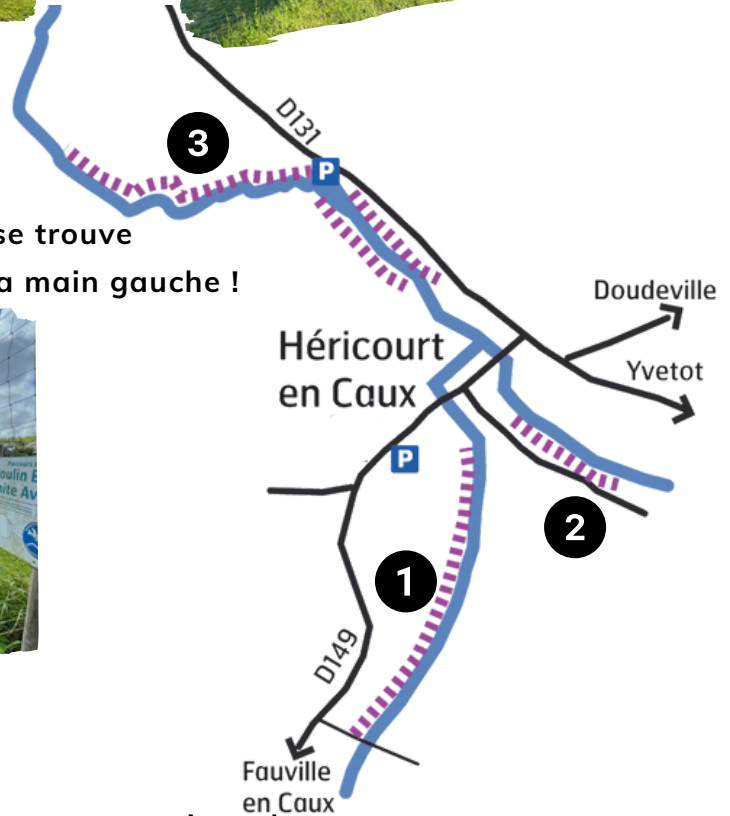 D131
3
P
se trouve
a main gauche !
Doudeville
Héricourt
en Caux
Yvetot
P
2
1
D149
Fauville
en Caux